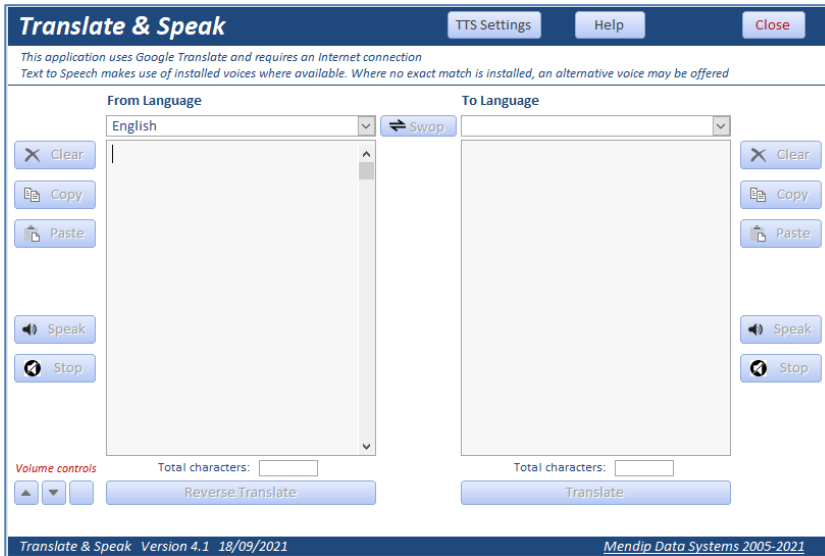 Translate & Speak TTS Settings Help Close
This application uses Google Translate and requires an Internet connection
Text to Speech makes use of installed voices where available. Where no exact match is installed, an alternative voice may be offered
From Language To Language
English Swop
Clear Clear
Copy Copy
Paste Paste
Speak Speak
Stop Stop
Volume controls Total characters: Total characters:
Reverse Translate Translate
Translate & Speak Version 4.1 18/09/2021 Mendip Data Systems 2005-2021